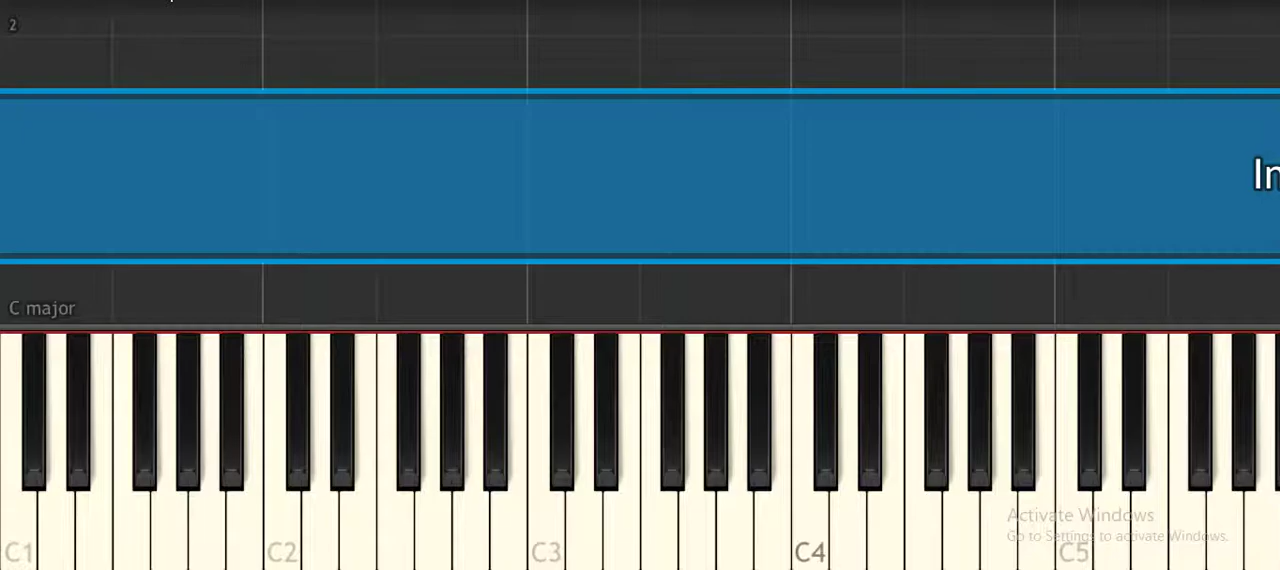 2
In
C major
Activate Windows
Go to Settings to activate Windows.
C1
C2
C3
C4
C5